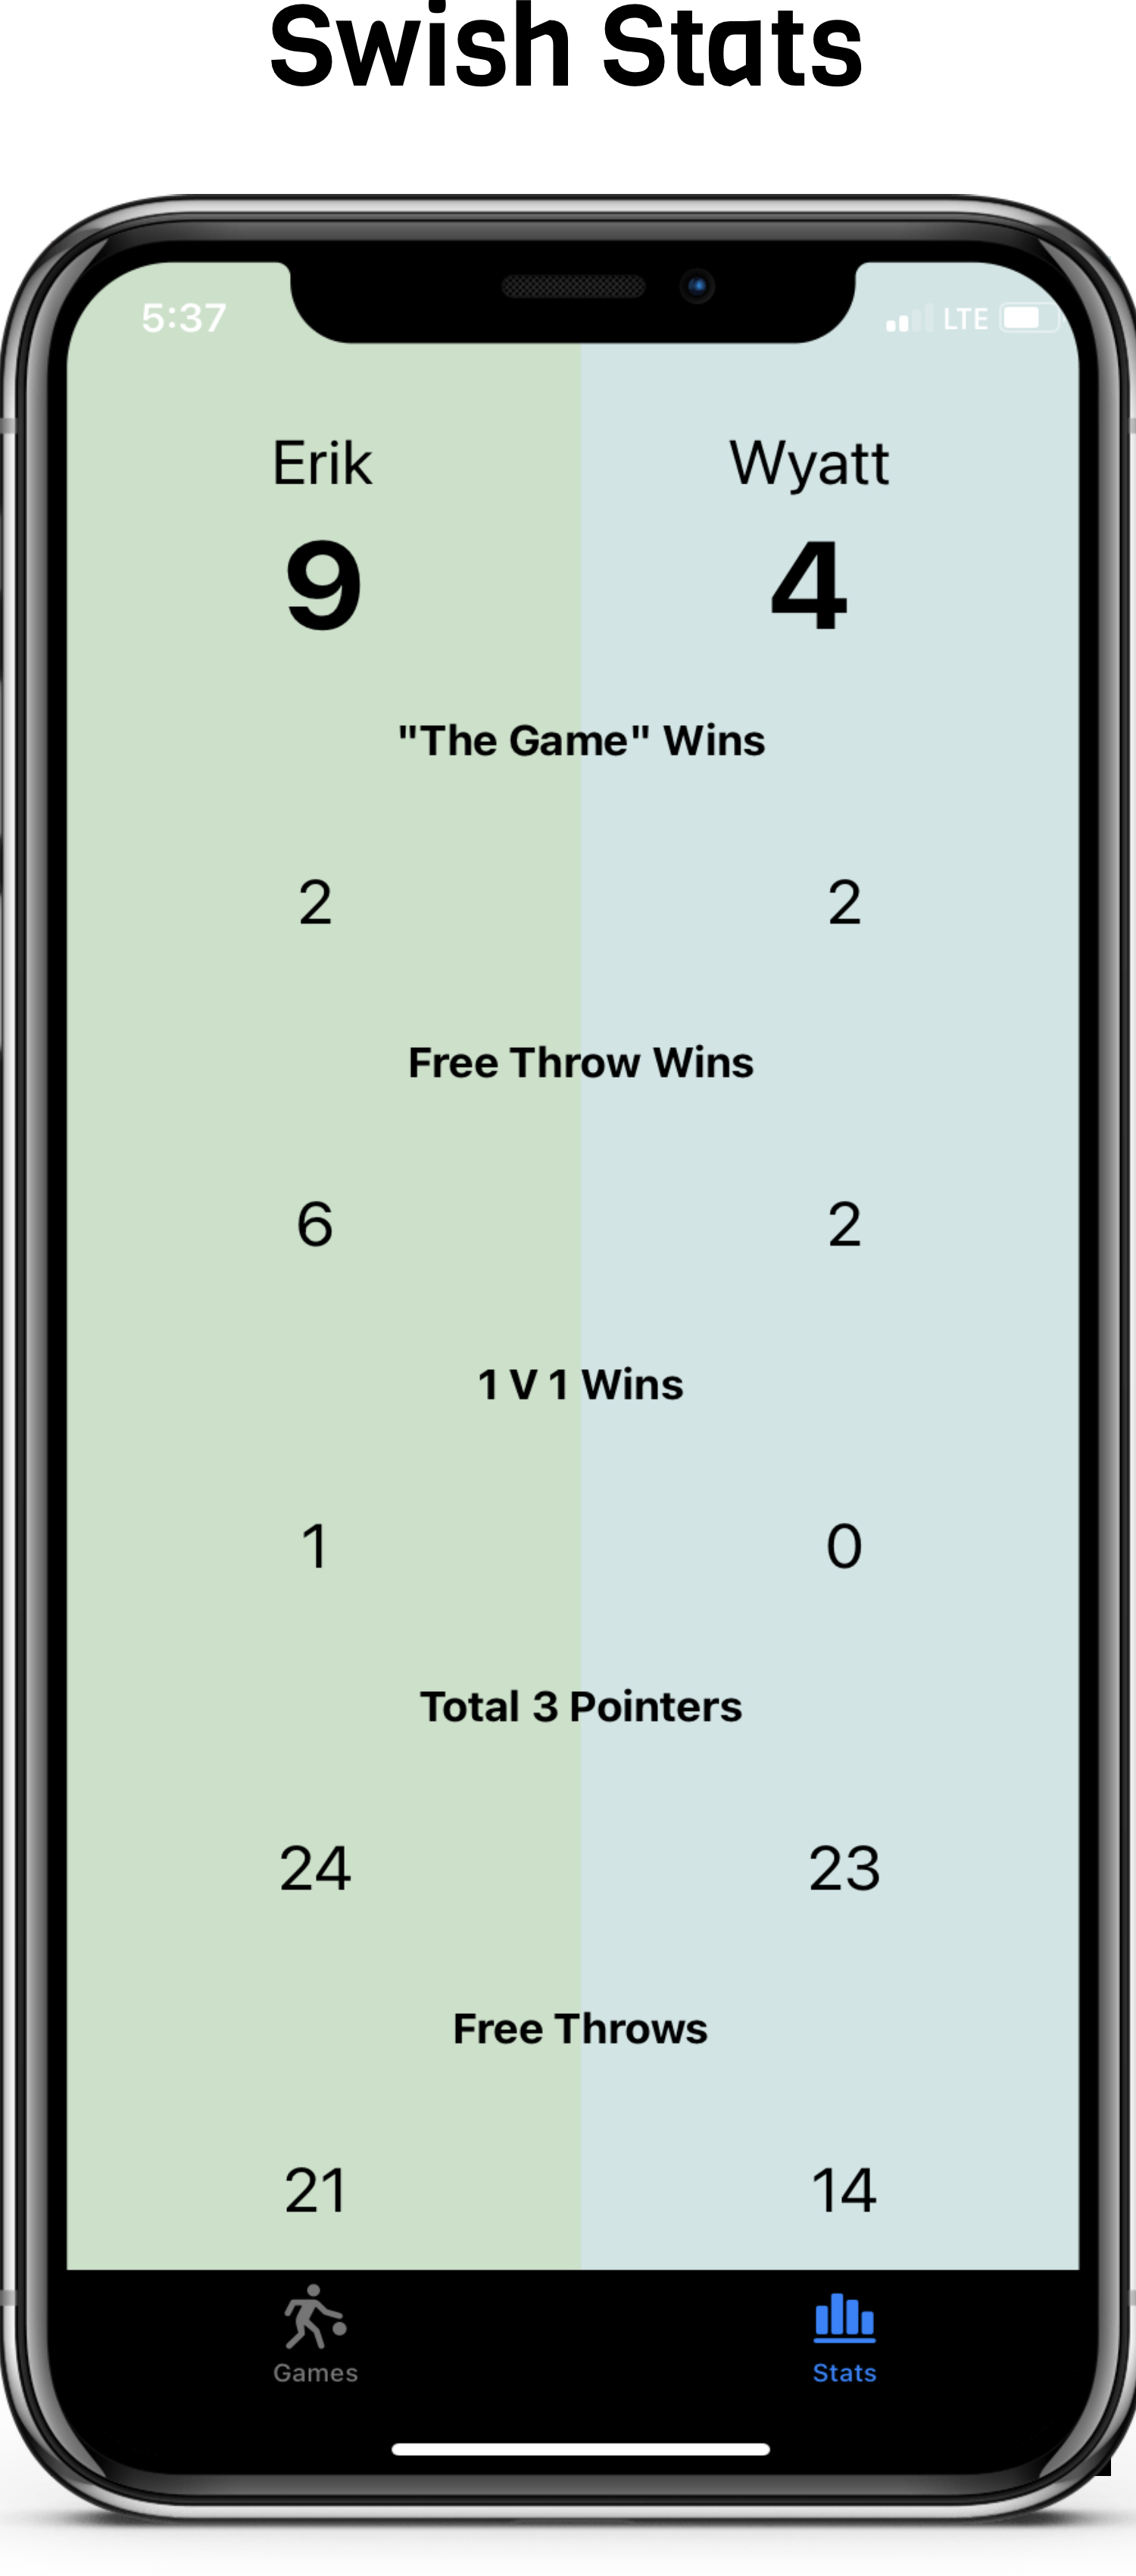 Swish Stats
5:37 LTE
Erik Wyatt
9 4
"The Game" Wins
2 2
Free Throw Wins
6 2
1 V 1 Wins
1 0
Total 3 Pointers
24 23
Free Throws
21 14
Games Stats